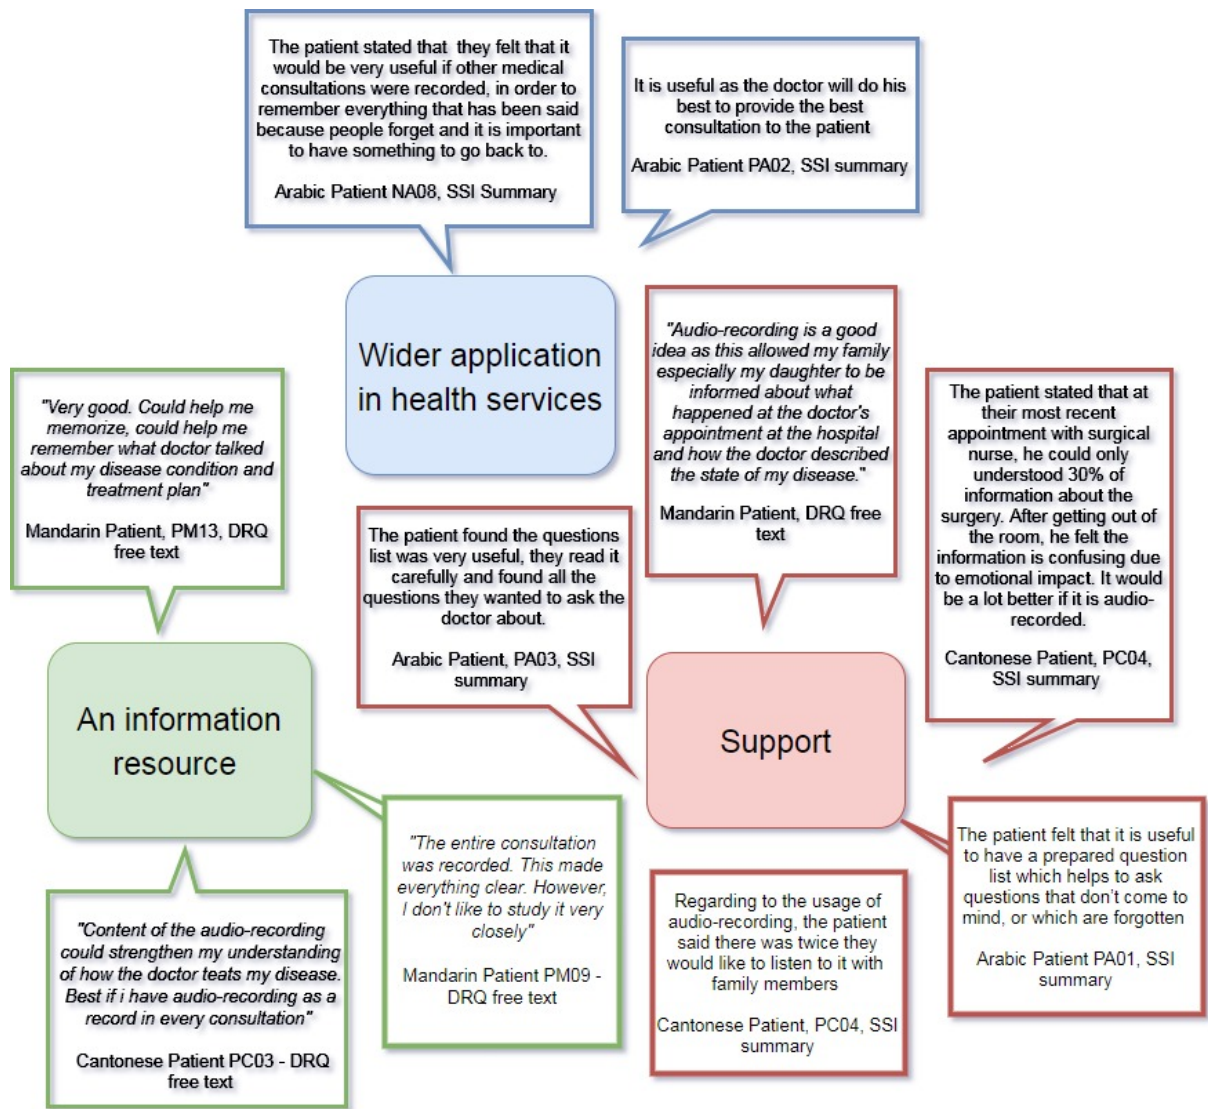 The patient stated that they felt that it
would be very useful if other medical
consultations were recorded, in order to
remember everything that has been said
because people forget and it is important
to have something to go back to.
Arabic Patient NA08, SSI Summary
It is useful as the doctor will do his
best to provide the best
consultation to the patient
Arabic Patient PA02, SSI summary
Wider application
in health services
"Audio-recording is a good
idea as this allowed my family
especially my daughter to be
informed about what
happened at the doctor's
appointment at the hospital
and how the doctor described
the state of my disease."
Mandarin Patient, DRQ free
text
The patient stated that at
their most recent
appointment with surgical
nurse, he could only
understood 30% of
information about the
surgery. After getting out of
the room, he felt the
information is confusing due
to emotional impact. It would
be a lot better if it is audio-
recorded.
Cantonese Patient, PC04,
SSI summary
"Very good. Could help me
memorize, could help me
remember what doctor talked
about my disease condition and
treatment plan"
Mandarin Patient, PM13, DRQ
free text
The patient found the questions
list was very useful, they read it
carefully and found all the
questions they wanted to ask the
doctor about.
Arabic Patient, PA03, SSI
summary
An information
resource
Support
"The entire consultation
was recorded. This made
everything clear. However,
I don't like to study it very
closely"
Mandarin Patient PM09 -
DRQ free text
The patient felt that it is useful
to have a prepared question
list which helps to ask
questions that don't come to
mind, or which are forgotten
Arabic Patient PA01, SSI
summary
Regarding to the usage of
audio-recording, the patient
said there was twice they
would like to listen to it with
family members
Cantonese Patient, PC04, SSI
summary
"Content of the audio-recording
could strengthen my understanding
of how the doctor teats my disease.
Best if i have audio-recording as a
record in every consultation"
Cantonese Patient PC03 - DRQ
free text